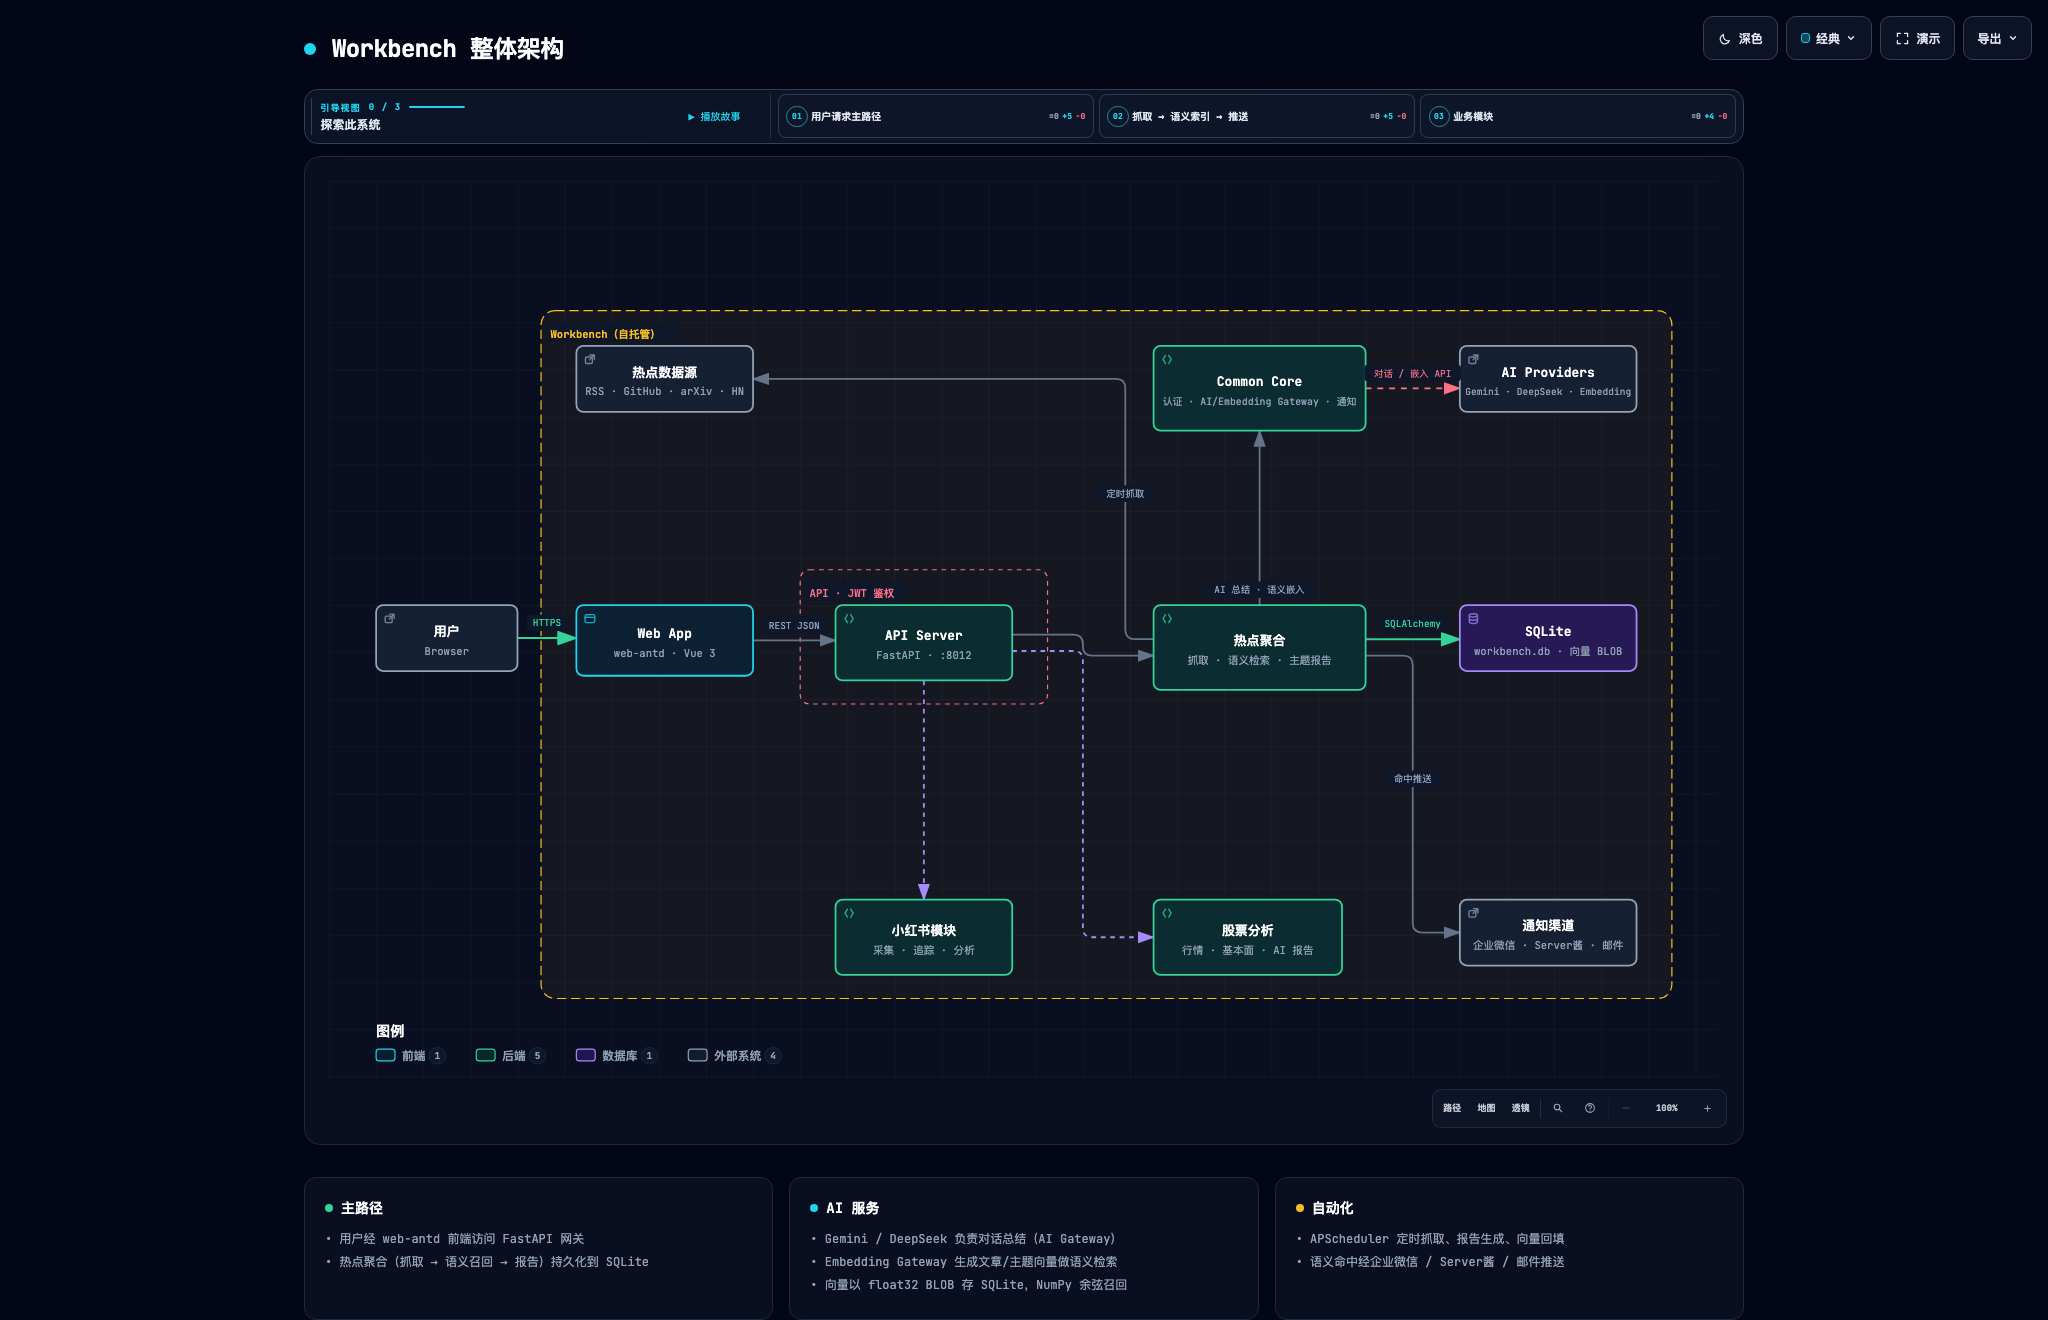 Workbench 整体架构
深色
经典
演示
导出
引导视图 0 / 3
探索此系统
▶ 播放故事
01 用户请求主路径 ≡0 +5 -0
02 抓取 → 语义索引 → 推送 ≡0 +5 -0
03 业务模块 ≡0 +4 -0
Workbench (自托管)
热点数据源
RSS · GitHub · arXiv · HN
Common Core
认证 · AI/Embedding Gateway · 通知
对话 / 嵌入 API
AI Providers
Gemini · DeepSeek · Embedding
定时抓取
AI 总结 · 语义嵌入
API · JWT 鉴权
用户
Browser
HTTPS
Web App
web-antd · Vue 3
REST JSON
API Server
FastAPI · :8012
热点聚合
抓取 · 语义检索 · 主题报告
SQLAlchemy
SQLite
workbench.db · 向量 BLOB
命中推送
小红书模块
采集 · 追踪 · 分析
股票分析
行情 · 基本面 · AI 报告
通知渠道
企业微信 · Server酱 · 邮件
图例
前端 1
后端 5
数据库 1
外部系统 4
路径 地图 透镜 − 100% +
主路径
• 用户经 web-antd 前端访问 FastAPI 网关
• 热点聚合（抓取 → 语义召回 → 报告）持久化到 SQLite
AI 服务
• Gemini / DeepSeek 负责对话总结（AI Gateway）
• Embedding Gateway 生成文章/主题向量做语义检索
• 向量以 float32 BLOB 存 SQLite，NumPy 余弦召回
自动化
• APScheduler 定时抓取、报告生成、向量回填
• 语义命中经企业微信 / Server酱 / 邮件推送